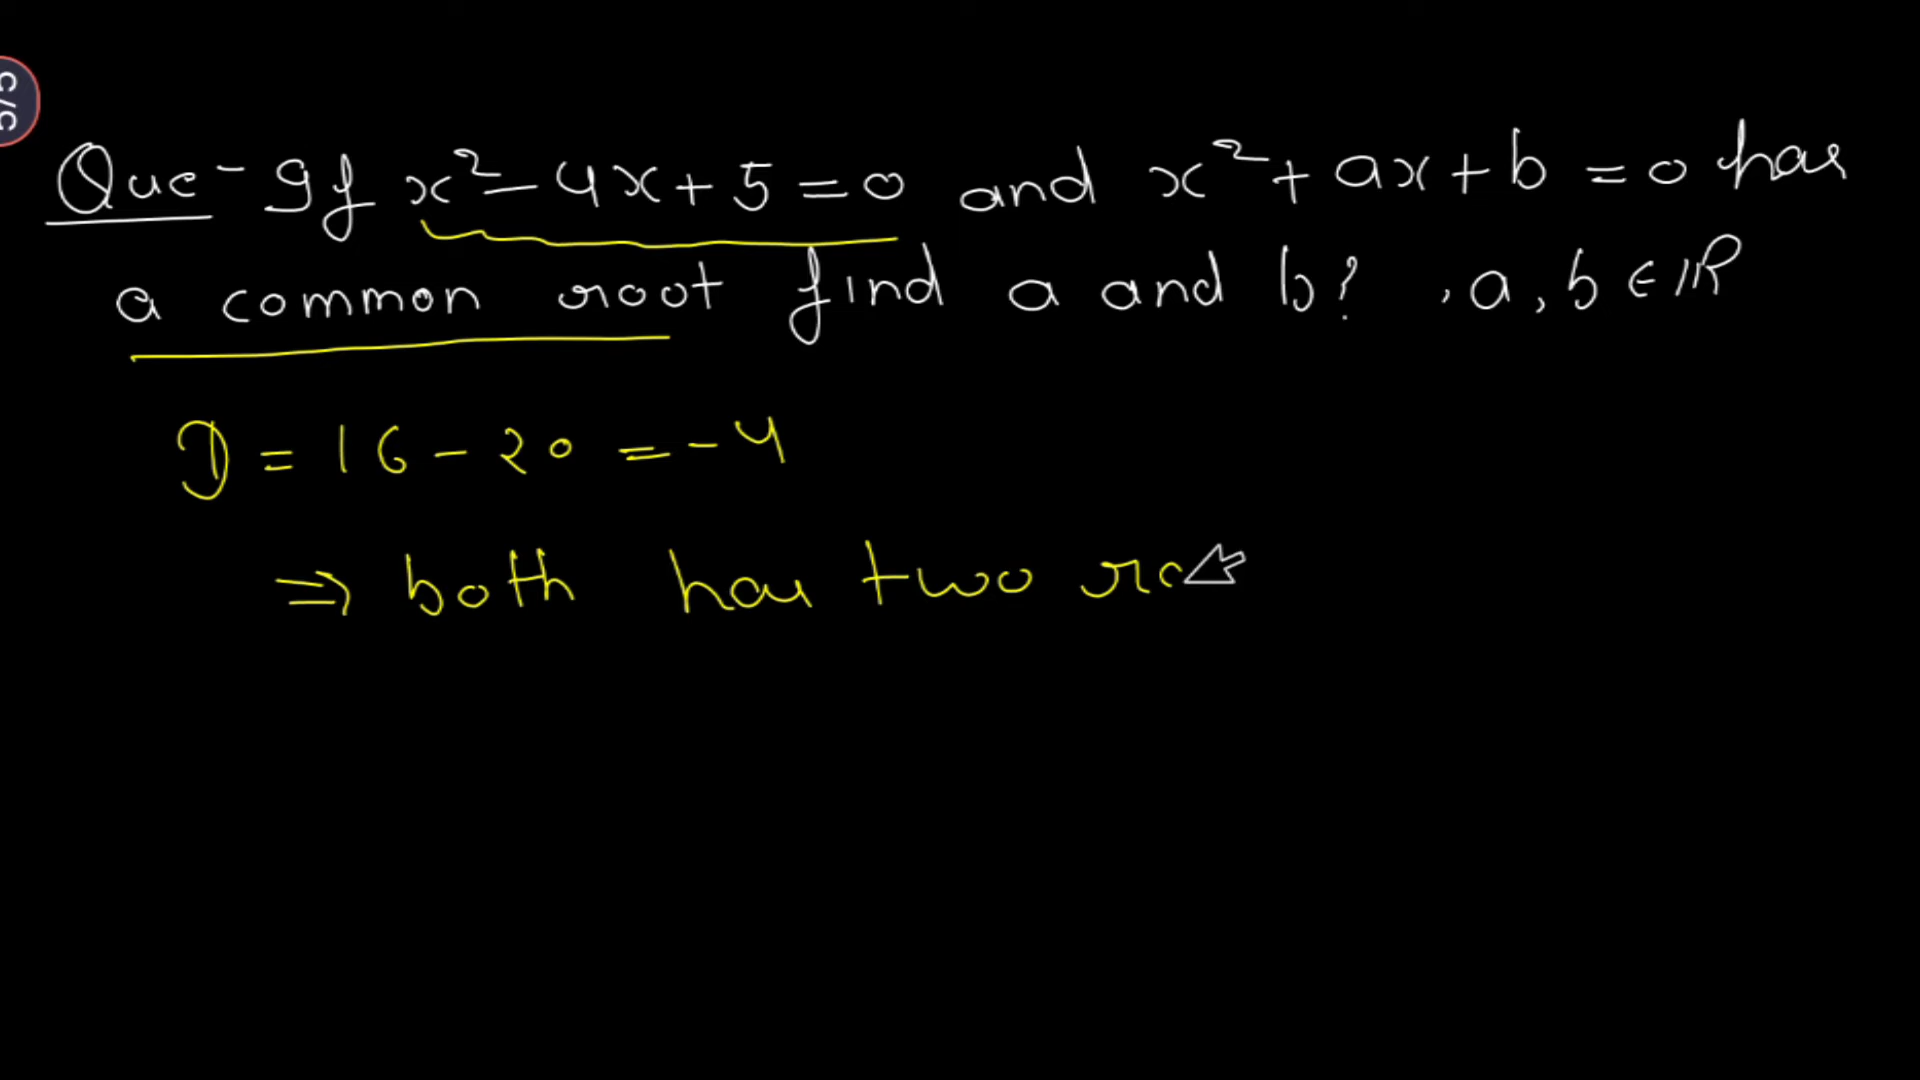 C/C
Que - If x² - 4x + 5 = 0 and x² + ax + b = 0 has
a common root find a and b? , a, b ∈ ℝ
D = 16 - 20 = -4
⇒ both has two ro